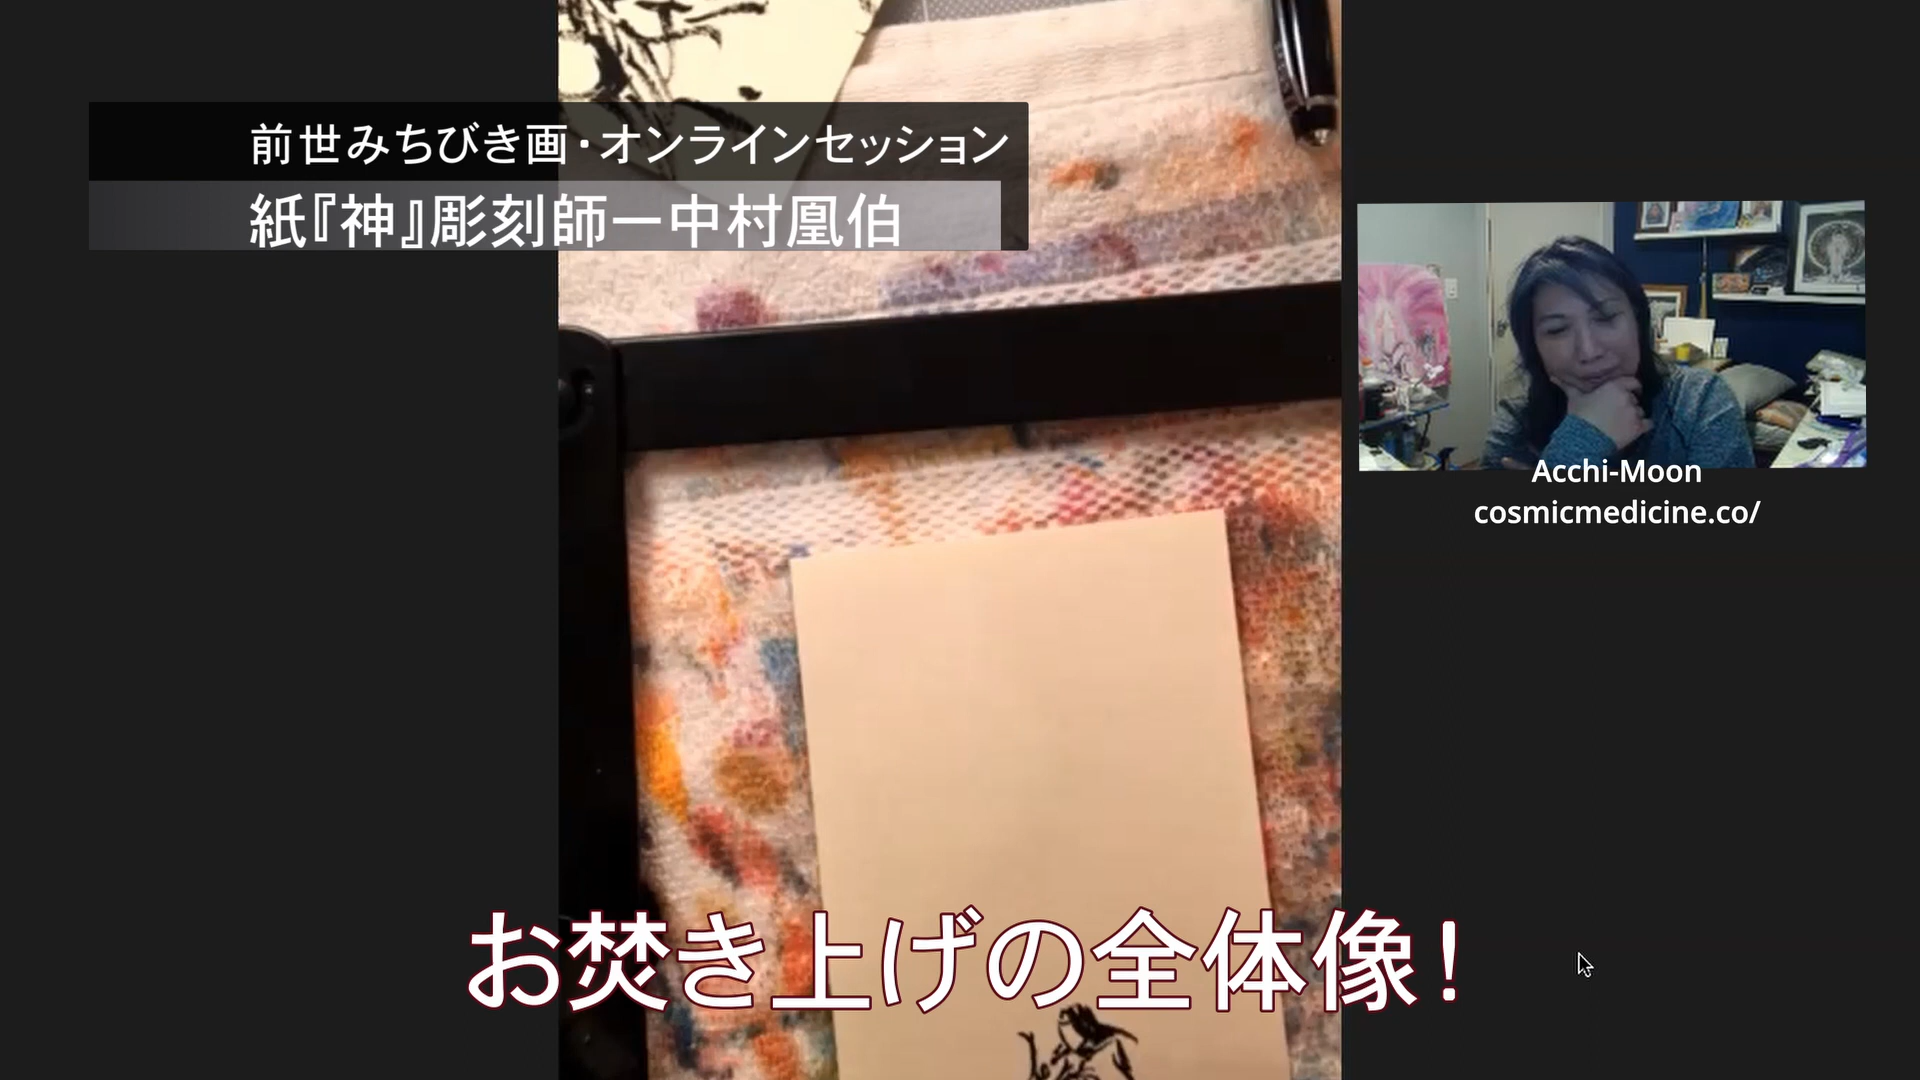 前世みちびき画・オンラインセッション
紙『神』彫刻師ー中村凰伯
Acchi-Moon
cosmicmedicine.co/
お焚き上げの全体像！